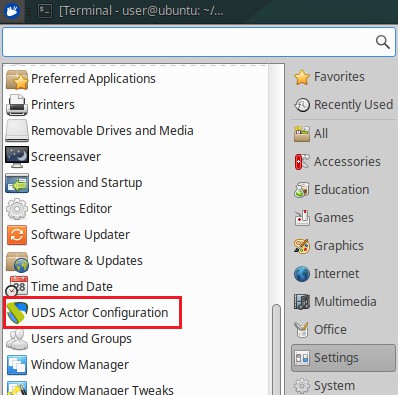 [Terminal - user@ubuntu: ~/...
Preferred Applications
Printers
Removable Drives and Media
Screensaver
Session and Startup
Settings Editor
Software Updater
Software & Updates
Time and Date
UDS Actor Configuration
Users and Groups
Window Manager
Window Manager Tweaks
Favorites
Recently Used
All
Accessories
Education
Games
Graphics
Internet
Multimedia
Office
Settings
System